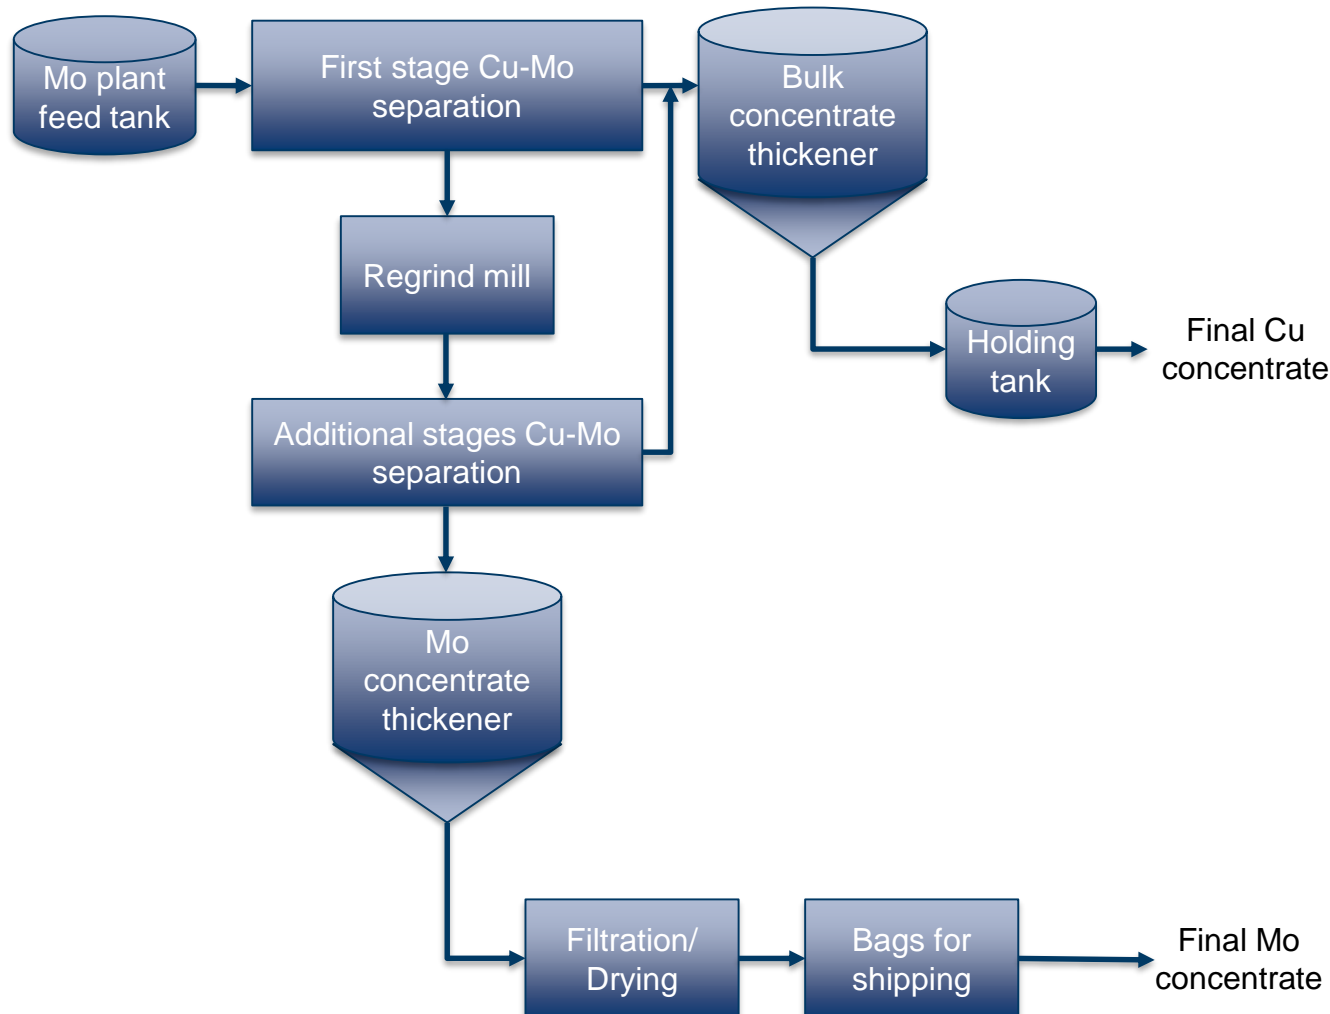 Mo plant
feed tank
First stage Cu-Mo
separation
Bulk
concentrate
thickener
Regrind mill
Holding
tank
Final Cu
concentrate
Additional stages Cu-Mo
separation
Mo
concentrate
thickener
Filtration/
Drying
Bags for
shipping
Final Mo
concentrate